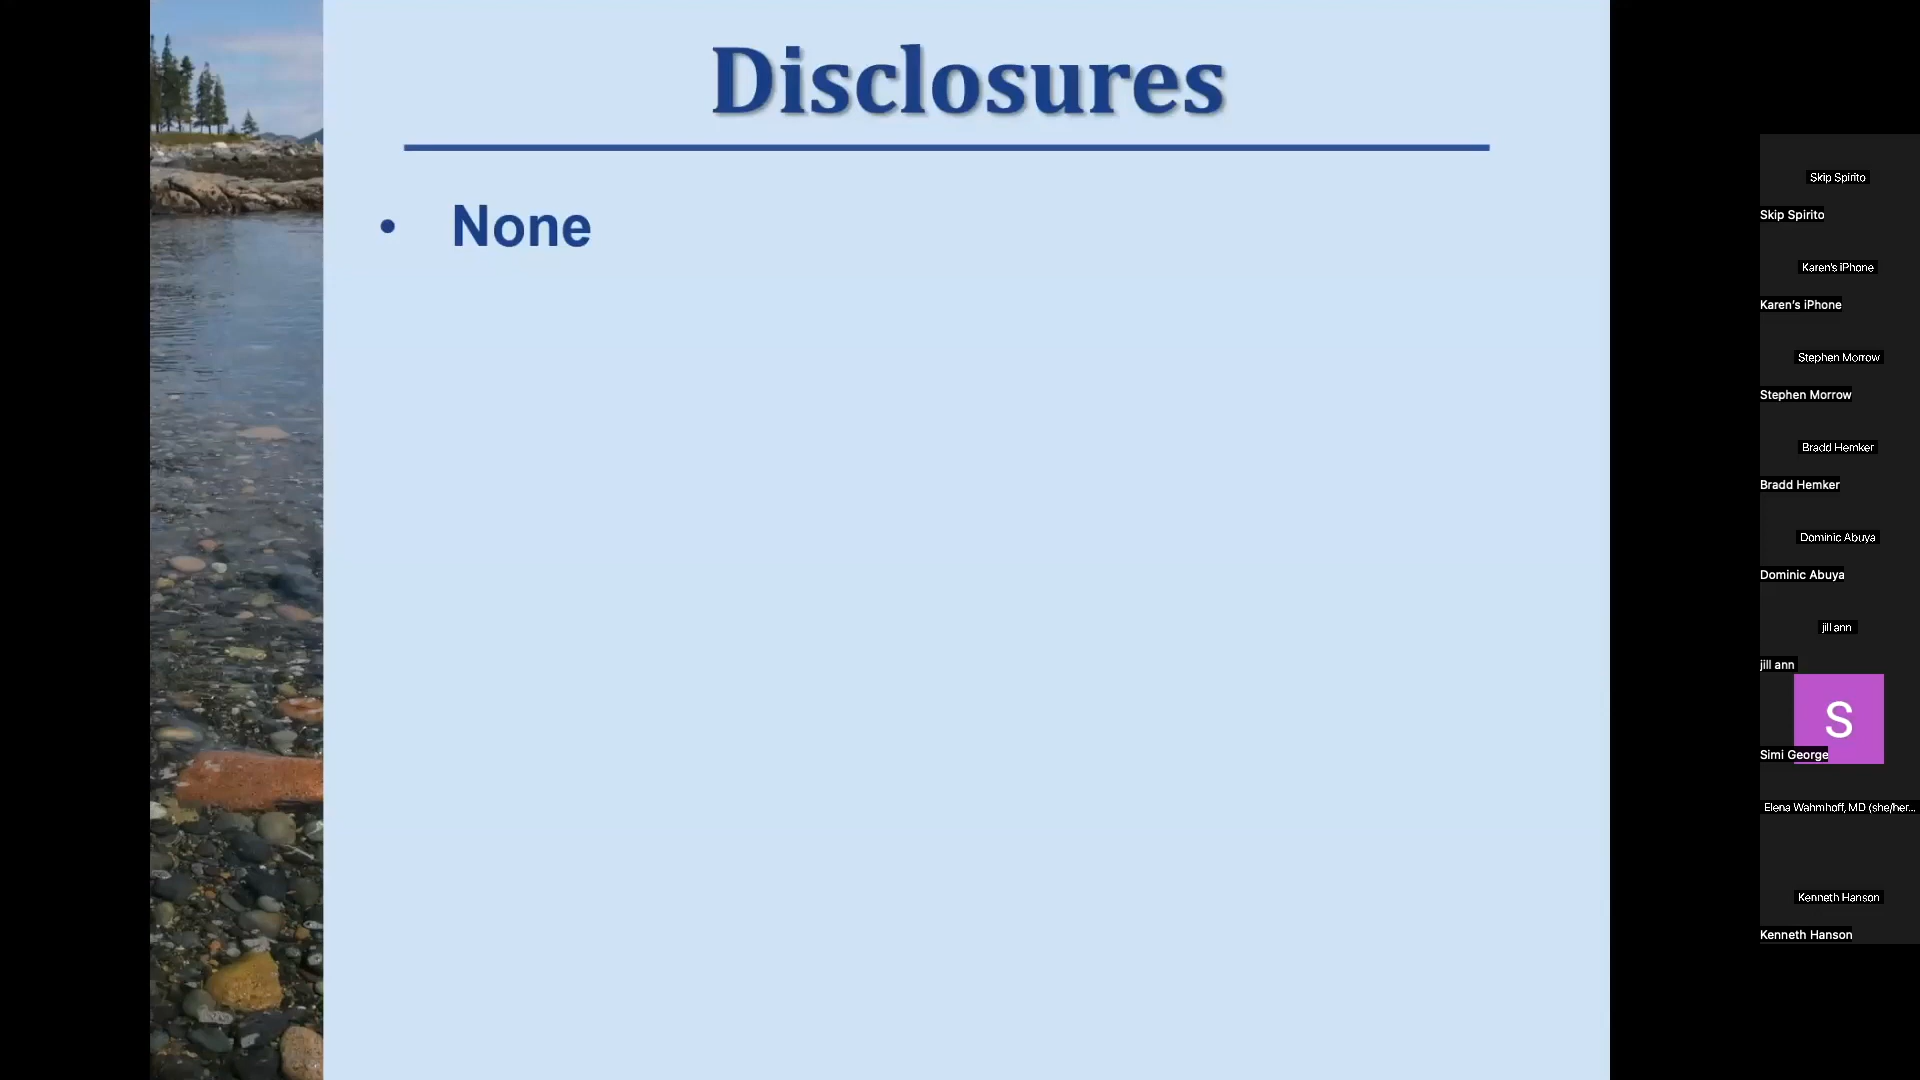 Disclosures
• None
Skip Spirito
Skip Spirito
Karen's iPhone
Karen's iPhone
Stephen Morrow
Stephen Morrow
Bradd Hemker
Bradd Hemker
Dominic Abuya
Dominic Abuya
jill ann
jill ann
S
Simi George
Elena Wahmhoff, MD (she/her...
Kenneth Hanson
Kenneth Hanson